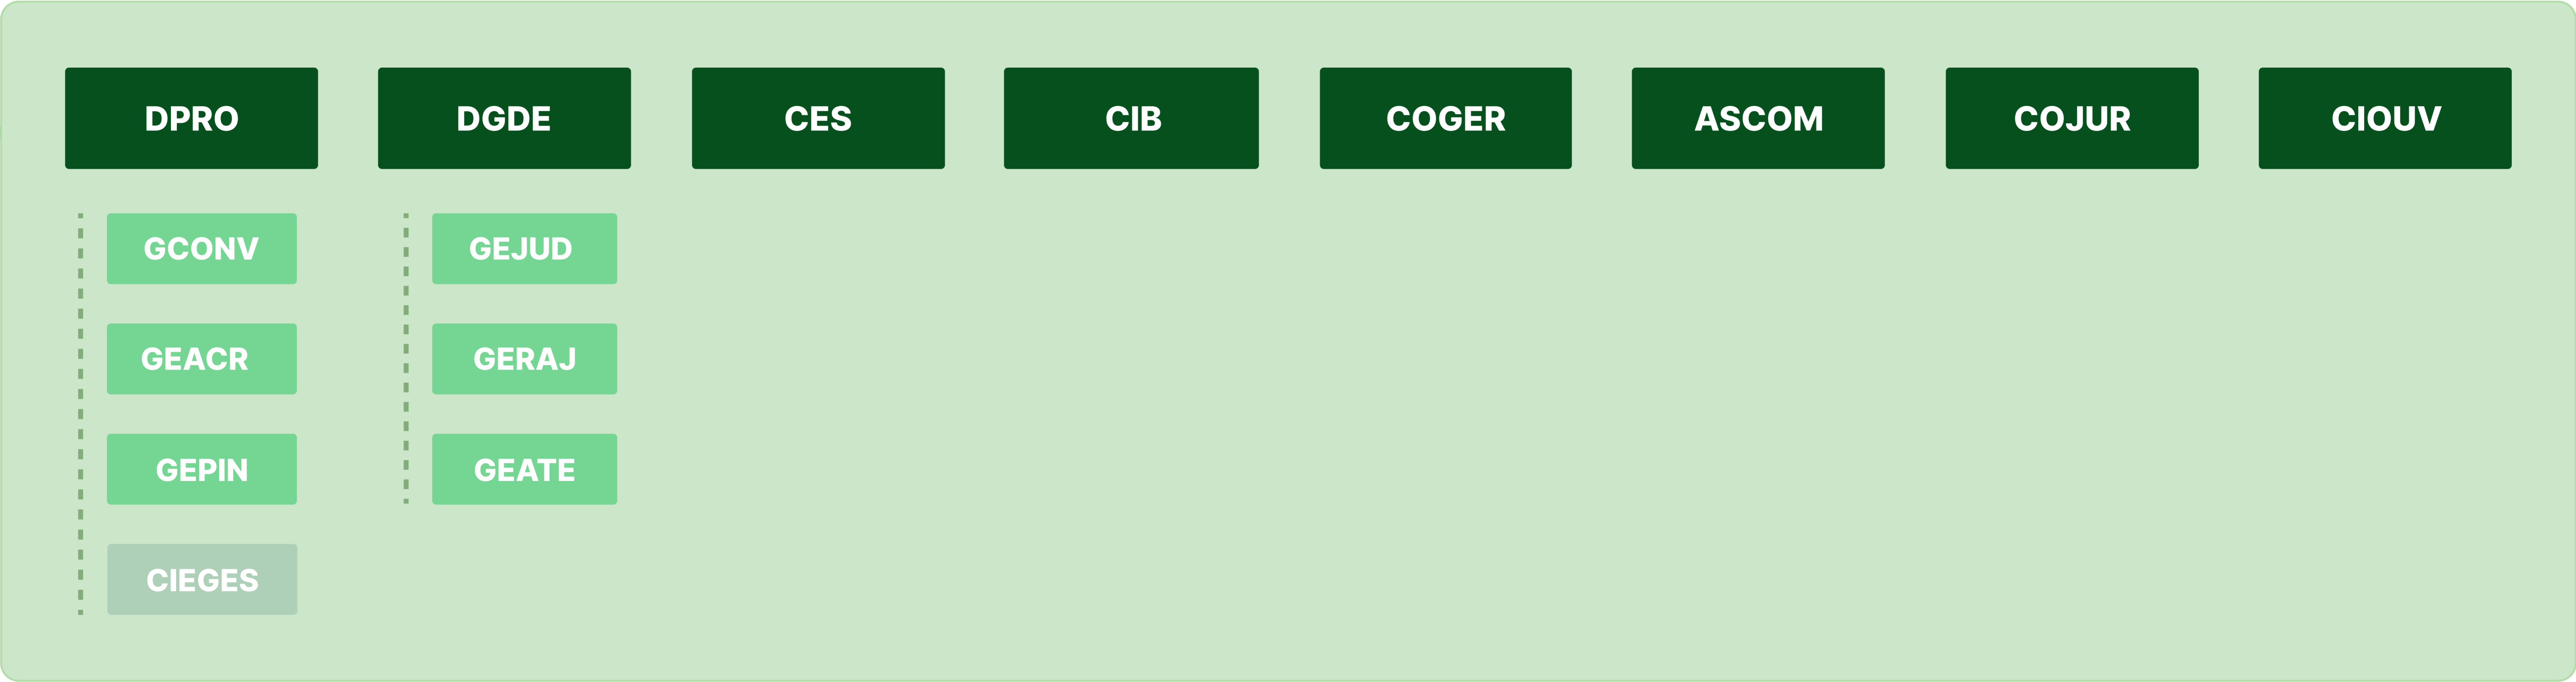 DPRO
DGDE
CES
CIB
COGER
ASCOM
COJUR
CIOUV
GCONV
GEACR
GEPIN
CIEGES
GEJUD
GERAJ
GEATE